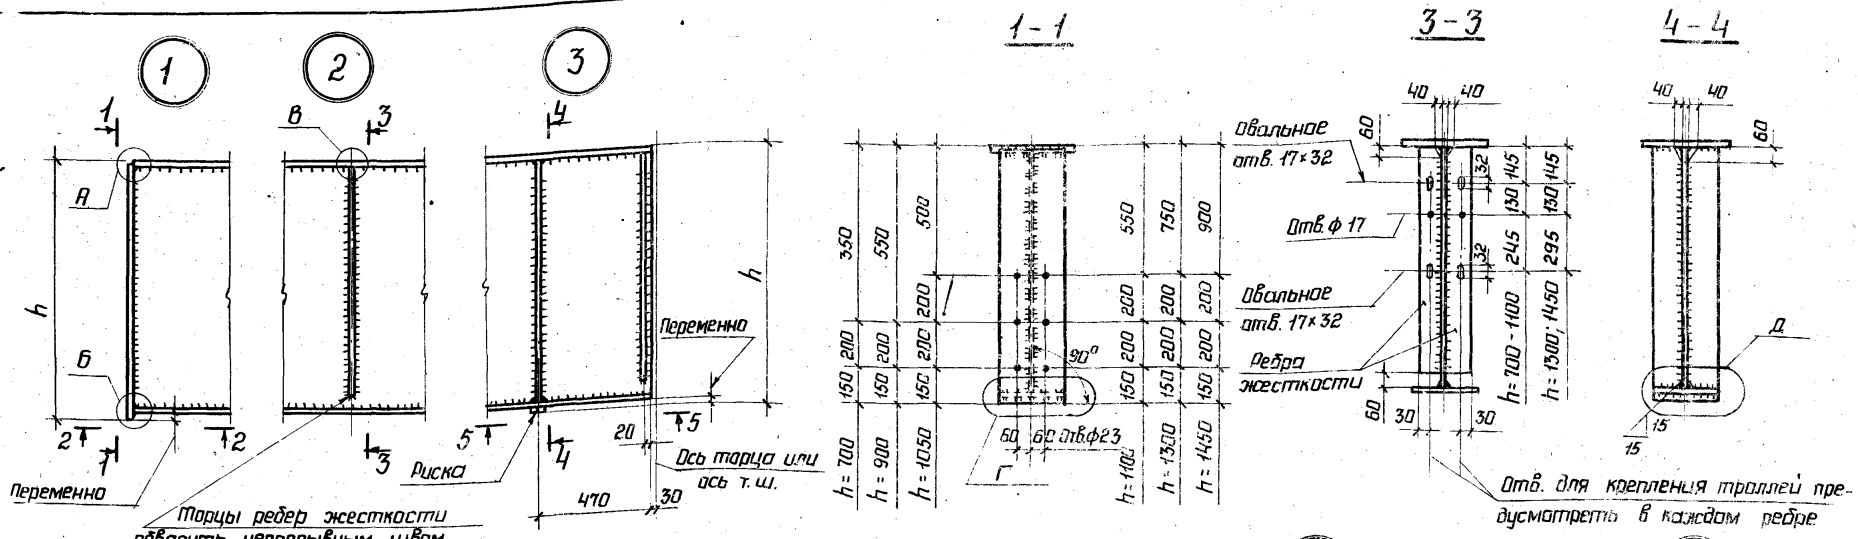 1
2
3
1-1
3-3
4-4
1
В
3
4
А
h
Б
2
2
1
3
Переменно
Торцы ребер жесткости
обварить непрерывным швом
5
4
5
Риска
20
470
30
h
Переменно
Ось торца или
ось т.ш.
350
550
500
200
200
200
200
150
150
150
h=700
h=900
h=1050
550
750
900
200
200
200
200
200
200
150
150
150
h=1100
h=1300
h=1450
90°
60
60
Отв.ф23
Г
40
40
60
Овальное
отв. 17×32
Отв. ф 17
Овальное
отв. 17×32
Ребра
жесткости
32
32
145
145
130
130
245
295
h=700-1100
h=1300; 1450
60
30
30
40
40
60
Д
15
15
Отв. для крепления троллей пре-
дусмотреть в каждом ребре